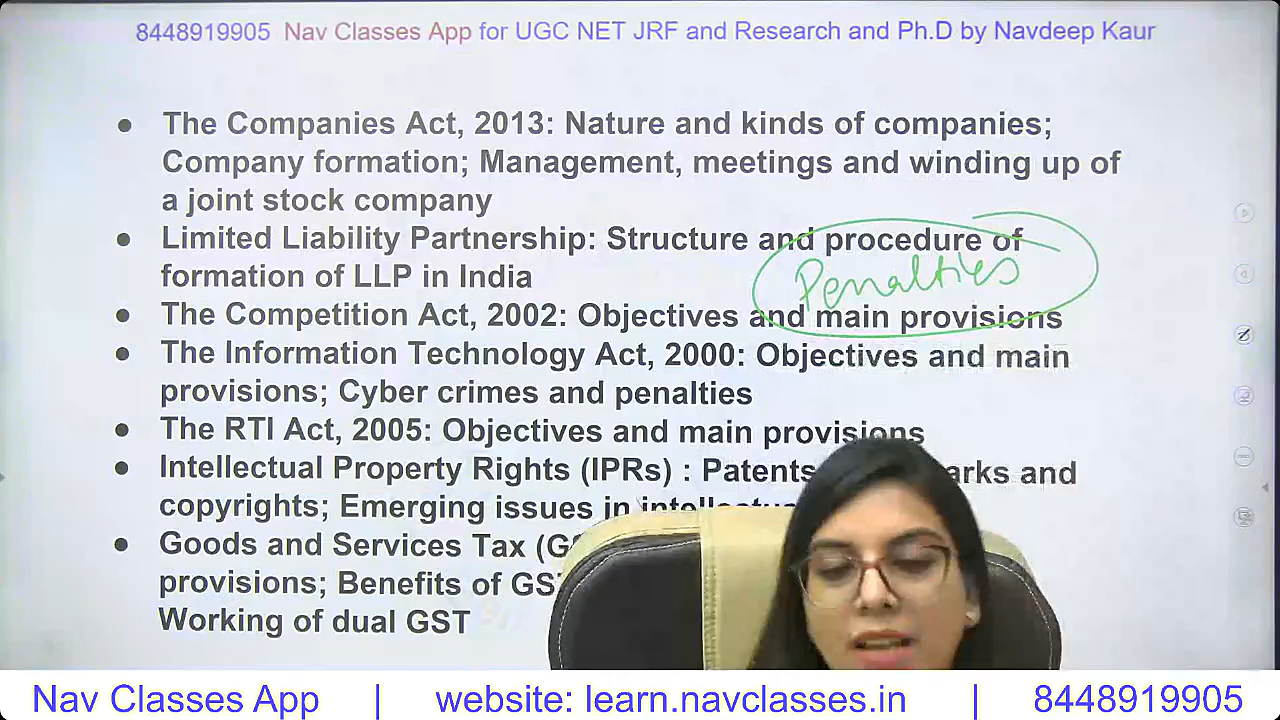 8448919905 Nav Classes App for UGC NET JRF and Research and Ph.D by Navdeep Kaur
● The Companies Act, 2013: Nature and kinds of companies;
Company formation; Management, meetings and winding up of
a joint stock company
● Limited Liability Partnership: Structure and procedure of
formation of LLP in India
Penalties
● The Competition Act, 2002: Objectives and main provisions
● The Information Technology Act, 2000: Objectives and main
provisions; Cyber crimes and penalties
● The RTI Act, 2005: Objectives and main provisions
● Intellectual Property Rights (IPRs) : Patents and
copyrights; Emerging issues in
● Goods and Services Tax
provisions; Benefits of
Working of dual GST
Nav Classes App | website: learn.navclasses.in | 8448919905